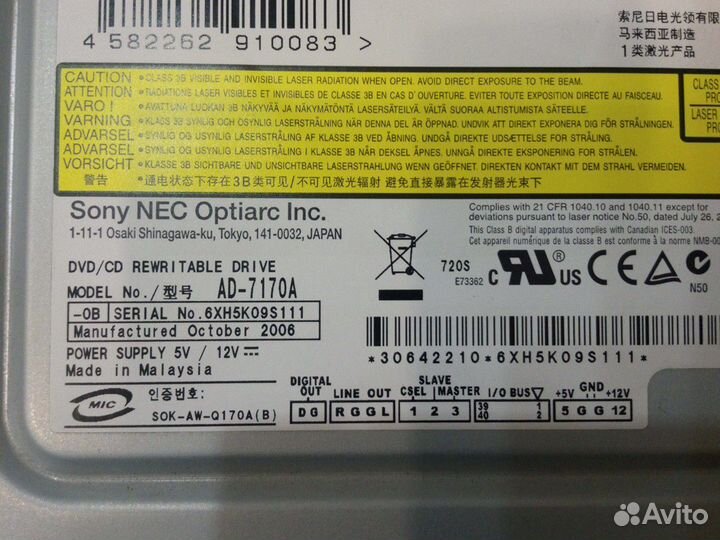 索尼日电光领有限
马来西亚制造
1类激光产品
4 582262 910083 >
CAUTION •CLASS 3B VISIBLE AND INVISIBLE LASER RADIATION WHEN OPEN. AVOID DIRECT EXPOSURE TO THE BEAM.
ATTENTION •RADIATIONS LASER VISIBLES ET INVISIBLES DE CLASSE 3B EN CAS D'OUVERTURE. EVITER TOUTE EXPOSITION DIRECTE AU FAISCEAU.
VARO! •AVATTUNA LUOKAN 3B NÄKYVÄÄ JA NÄKYMÄTÖNTÄ LASERSÄTEILYÄ. VÄLTÄ SUORAA ALTISTUMISTA SÄTEELLE.
VARNING •KLASS 3B SYNLIG OCH OSYNLIG LASERSTRÅLNING NÄR DENNA DEL ÄR ÖPPNAD. UNDVIK ATT DIREKT EXPONERA DIG FÖR STRÅLNINGEN.
ADVARSEL •SYNLIG OG USYNLIG LASERSTRÅLING AF KLASSE 3B VED ÅBNING. UNDGÅ DIREKTE UDSÆTTELSE FOR STRÅLING.
ADVARSEL •SYNLIG OG USYNLIG KLASSE 3B LASERSTRÅLING I KLASSE 3B NÅR DEKSEL ÅPNES. UNNGÅ DIREKTE EKSPONERING FOR STRÅLEN.
VORSICHT •KLASSE 3B SICHTBARE UND UNSICHTBARE LASERSTRAHLUNG WENN GEÖFFNET. DIREKTEN KONTAKT MIT DEM STRAHL VERMEIDEN.
警告 •通电状态下存在3B类可见/不可见激光辐射 避免直接暴露在发射器光束下
CLASS
PRO
LASER
PRO
Sony NEC Optiarc Inc.
1-11-1 Osaki Shinagawa-ku, Tokyo, 141-0032, JAPAN
Complies with 21 CFR 1040.10 and 1040.11 except for
deviations pursuant to laser notice No.50, dated July 26, 2
This Class B digital apparatus complies with Canadian ICES-003.
Cet appareil numérique de la classe B est conforme à la norme NMB-00
DVD/CD REWRITABLE DRIVE
MODEL No./型号 AD-7170A
-0B SERIAL No.6XH5K09S111
Manufactured October 2006
POWER SUPPLY 5V / 12V
Made in Malaysia
720S
E73362
C UR US
CE
N50
*30642210*6XH5K09S111*
MIC 인증번호:
SOK-AW-Q170A(B)
DIGITAL OUT
DG
LINE OUT
RGGL
SLAVE
CSEL MASTER
1 2 3
I/O BUS
39 1
40 2
+5V GND +12V
5 G G 12
Avito